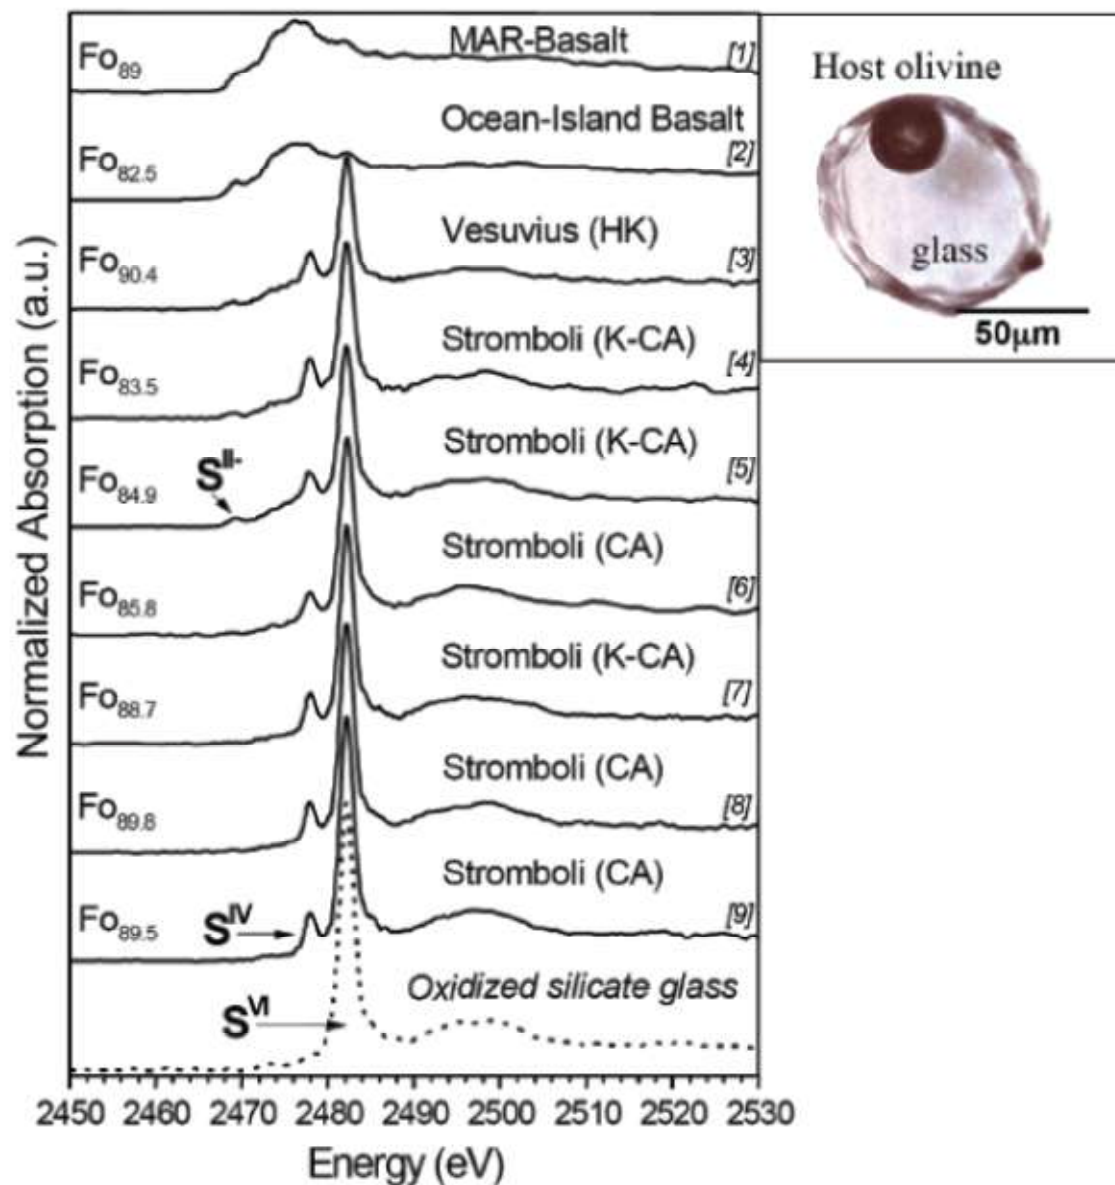 MAR-Basalt
Fo89 [1]
Ocean-Island Basalt
Fo82.5 [2]
Vesuvius (HK)
Fo90.4 [3]
Stromboli (K-CA)
Fo83.5 [4]
Stromboli (K-CA)
SII-
Fo84.9 [5]
Stromboli (CA)
Fo85.8 [6]
Stromboli (K-CA)
Fo88.7 [7]
Stromboli (CA)
Fo89.8 [8]
Stromboli (CA)
Fo89.5 SIV [9]
Oxidized silicate glass
SVI
2450 2460 2470 2480 2490 2500 2510 2520 2530
Energy (eV)
Normalized Absorption (a.u.)
Host olivine
glass
50µm